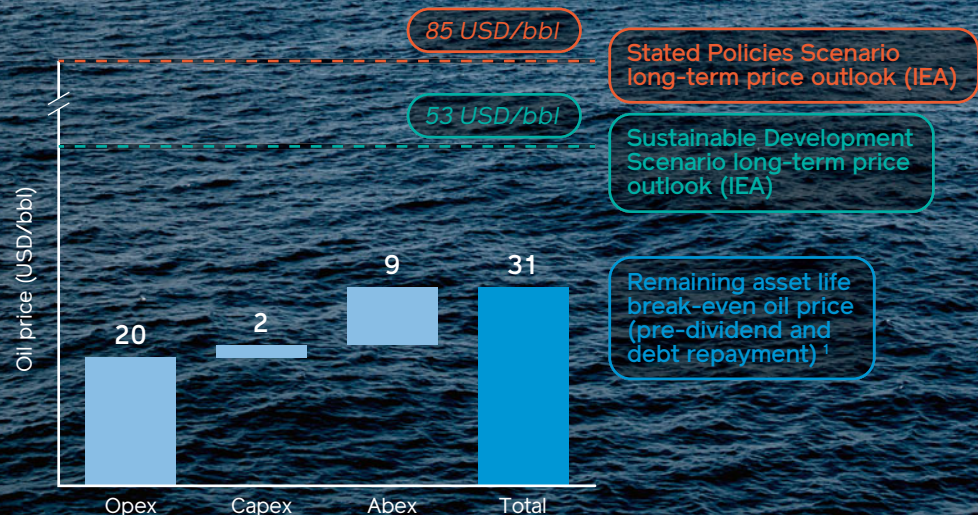 85 USD/bbl
Stated Policies Scenario
long-term price outlook (IEA)
53 USD/bbl
Sustainable Development
Scenario long-term price
outlook (IEA)
Oil price (USD/bbl)
20
2
9
31
Remaining asset life
break-even oil price
(pre-dividend and
debt repayment) ¹
Opex
Capex
Abex
Total